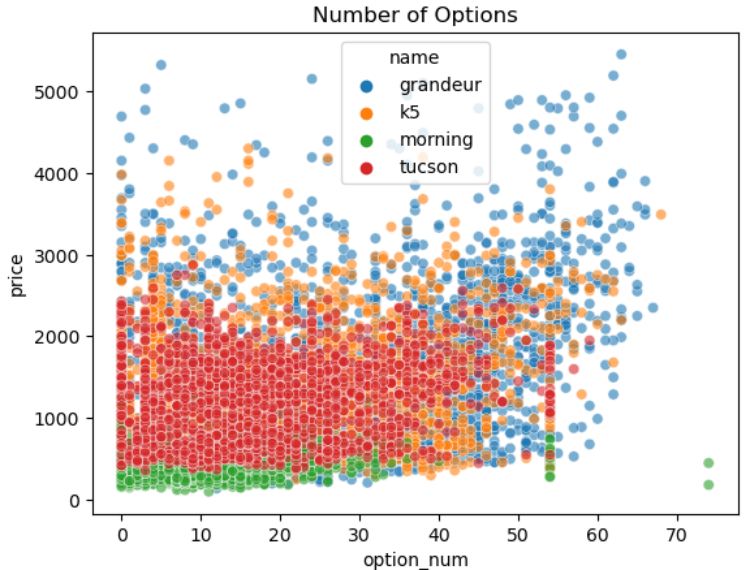 Number of Options
name
grandeur
k5
morning
tucson
price
5000
4000
3000
2000
1000
0
0 10 20 30 40 50 60 70
option_num